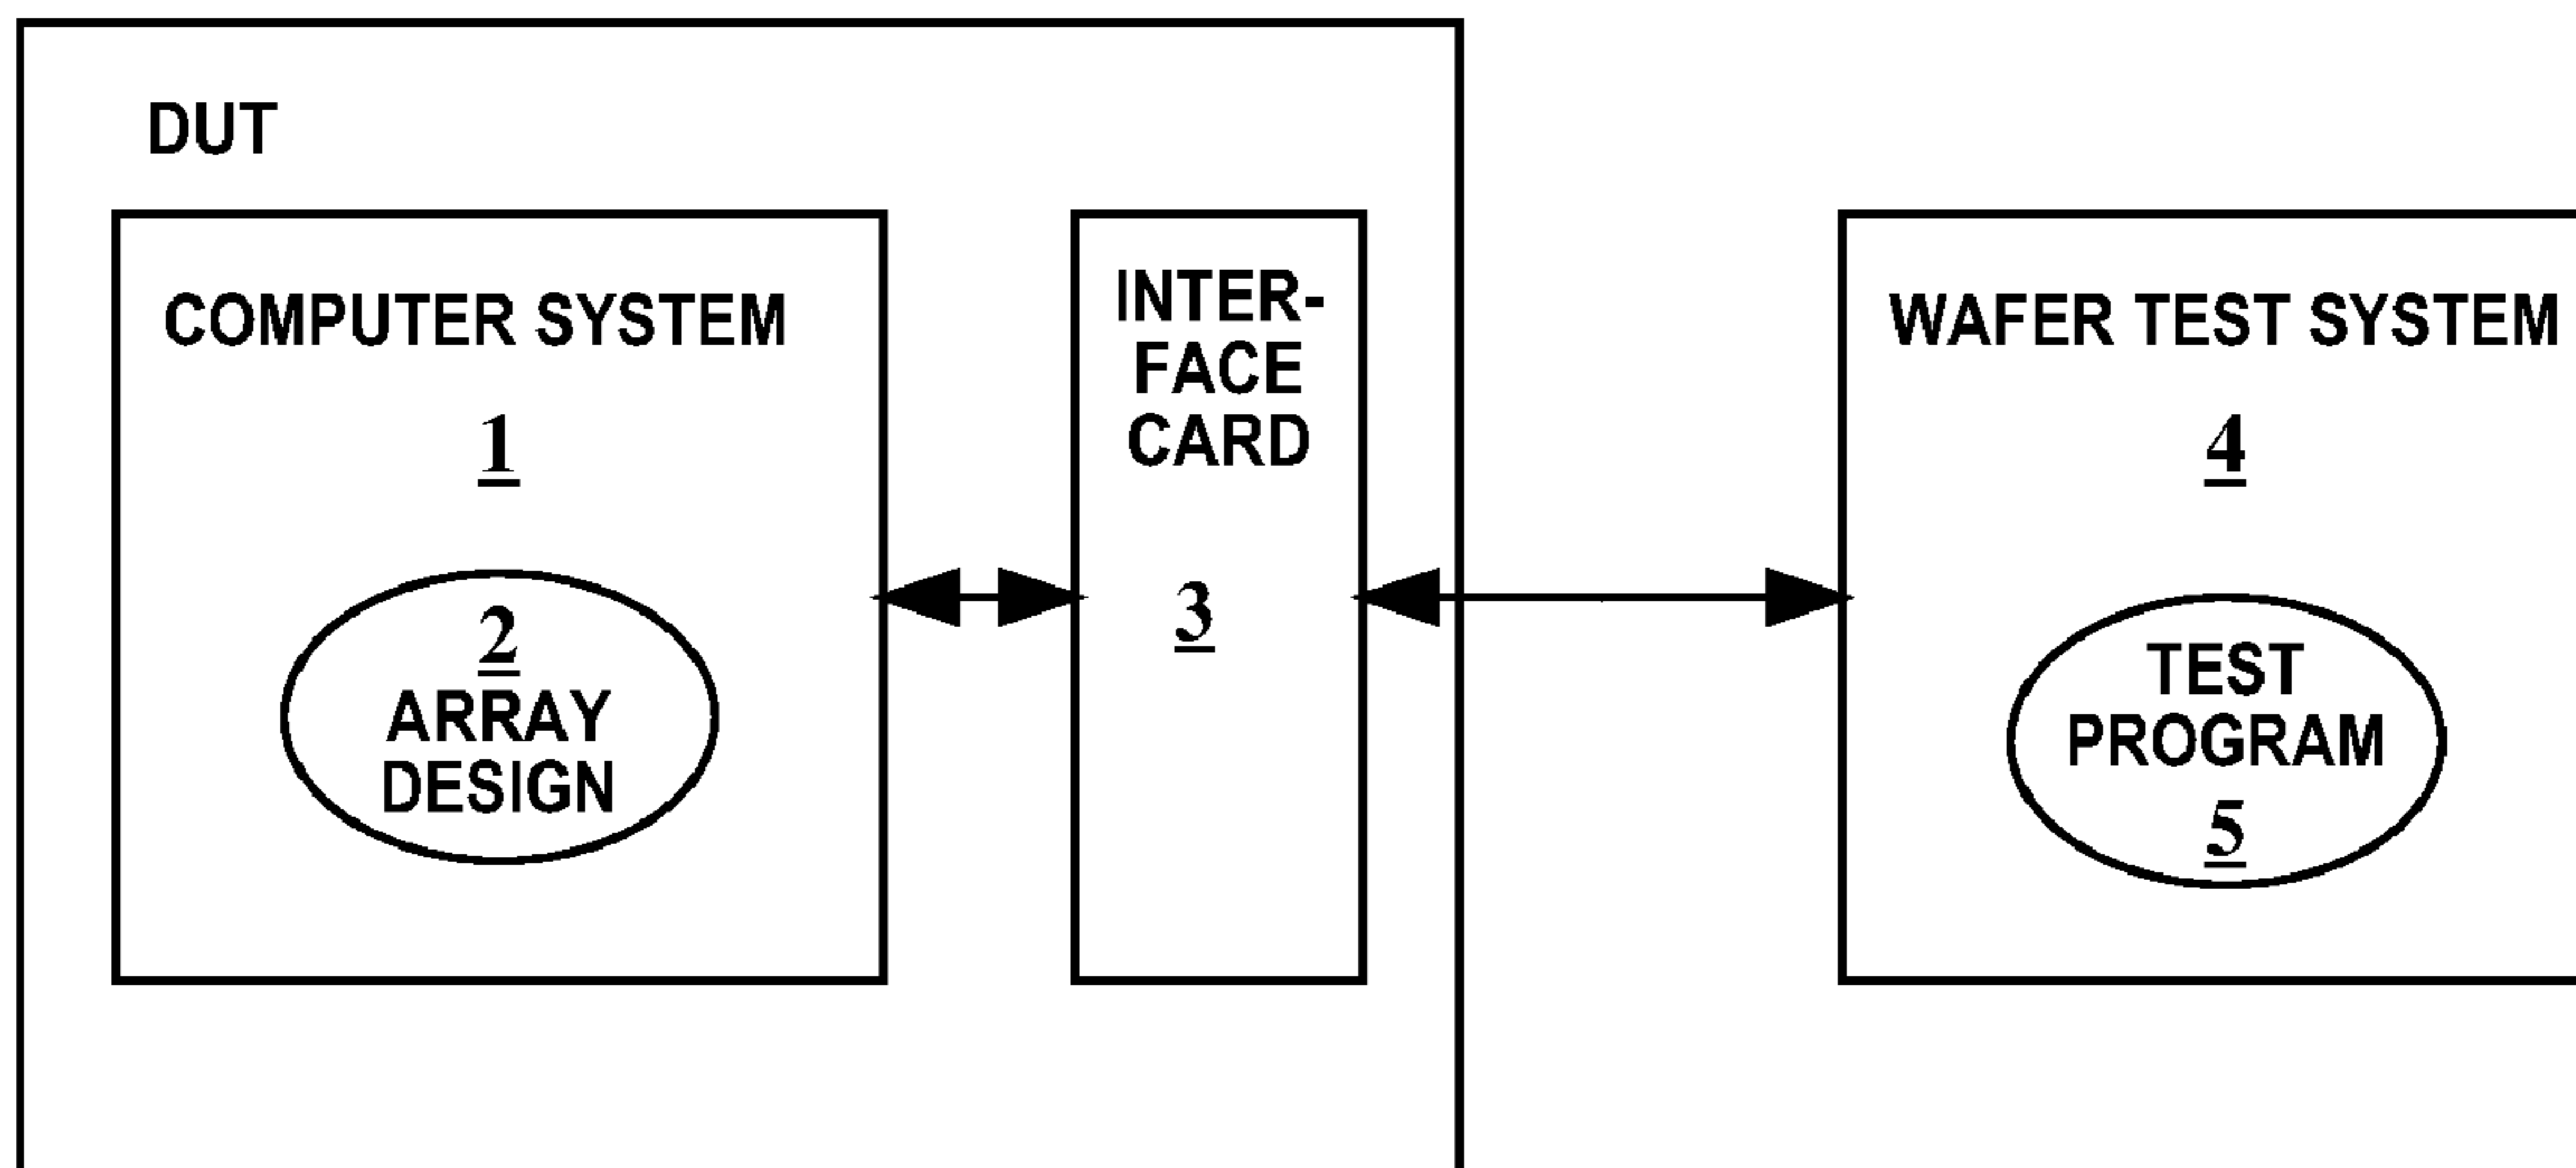 DUT
COMPUTER SYSTEM
1
2
ARRAY
DESIGN
INTER-
FACE
CARD
3
WAFER TEST SYSTEM
4
TEST
PROGRAM
5